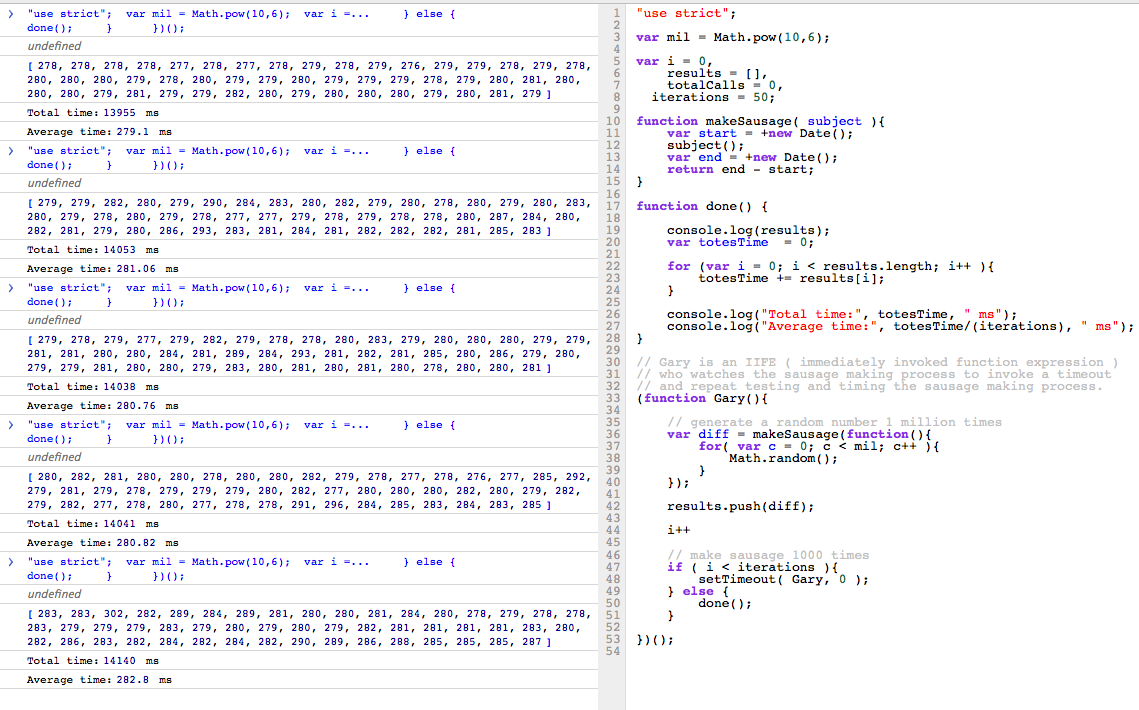 > "use strict";  var mil = Math.pow(10,6);  var i =...     } else {
done();     }      })();
undefined
[ 278, 278, 278, 278, 277, 278, 277, 278, 279, 278, 279, 276, 279, 279, 278, 279, 278,
280, 280, 280, 279, 278, 280, 279, 279, 280, 279, 279, 279, 278, 279, 280, 281, 280,
280, 280, 279, 281, 279, 279, 282, 280, 279, 280, 280, 280, 279, 280, 281, 279 ]
Total time: 13955  ms
Average time: 279.1  ms
> "use strict";  var mil = Math.pow(10,6);  var i =...     } else {
done();     }      })();
undefined
[ 279, 279, 282, 280, 279, 290, 284, 283, 280, 282, 279, 280, 278, 280, 279, 280, 283,
280, 279, 278, 280, 279, 278, 277, 277, 279, 278, 279, 278, 278, 280, 287, 284, 280,
282, 281, 279, 280, 286, 293, 283, 281, 284, 281, 282, 282, 282, 281, 285, 283 ]
Total time: 14053  ms
Average time: 281.06  ms
> "use strict";  var mil = Math.pow(10,6);  var i =...     } else {
done();     }      })();
undefined
[ 279, 278, 279, 277, 279, 282, 279, 278, 278, 280, 283, 279, 280, 280, 280, 279, 279,
281, 281, 280, 280, 284, 281, 289, 284, 293, 281, 282, 281, 285, 280, 286, 279, 280,
279, 279, 281, 280, 280, 279, 283, 280, 281, 280, 281, 280, 278, 280, 280, 281 ]
Total time: 14038  ms
Average time: 280.76  ms
> "use strict";  var mil = Math.pow(10,6);  var i =...     } else {
done();     }      })();
undefined
[ 280, 282, 281, 280, 280, 278, 280, 280, 282, 279, 278, 277, 278, 276, 277, 285, 292,
279, 281, 279, 278, 279, 279, 279, 280, 282, 277, 280, 280, 280, 282, 280, 279, 282,
279, 282, 277, 278, 280, 277, 278, 278, 291, 296, 284, 285, 283, 284, 283, 285 ]
Total time: 14041  ms
Average time: 280.82  ms
> "use strict";  var mil = Math.pow(10,6);  var i =...     } else {
done();     }      })();
undefined
[ 283, 283, 302, 282, 289, 284, 289, 281, 280, 280, 281, 284, 280, 278, 279, 278, 278,
283, 279, 279, 279, 283, 279, 280, 279, 280, 279, 282, 281, 281, 281, 281, 283, 280,
282, 286, 283, 282, 284, 282, 284, 282, 290, 289, 286, 288, 285, 285, 285, 287 ]
Total time: 14140  ms
Average time: 282.8  ms
1 "use strict";
2
3 var mil = Math.pow(10,6);
4
5 var i = 0,
6     results = [],
7     totalCalls = 0,
8   iterations = 50;
9
10 function makeSausage( subject ){
11     var start = +new Date();
12     subject();
13     var end = +new Date();
14     return end - start;
15 }
16
17 function done() {
18
19     console.log(results);
20     var totesTime  = 0;
21
22     for (var i = 0; i < results.length; i++ ){
23         totesTime += results[i];
24     }
25
26     console.log("Total time:", totesTime, " ms");
27     console.log("Average time:", totesTime/(iterations), " ms");
28 }
29
30 // Gary is an IIFE ( immediately invoked function expression )
31 // who watches the sausage making process to invoke a timeout
32 // and repeat testing and timing the sausage making process.
33 (function Gary(){
34
35     // generate a random number 1 million times
36     var diff = makeSausage(function(){
37         for( var c = 0; c < mil; c++ ){
38             Math.random();
39         }
40     });
41
42     results.push(diff);
43
44     i++
45
46     // make sausage 1000 times
47     if ( i < iterations ){
48         setTimeout( Gary, 0 );
49     } else {
50         done();
51     }
52
53 })();
54